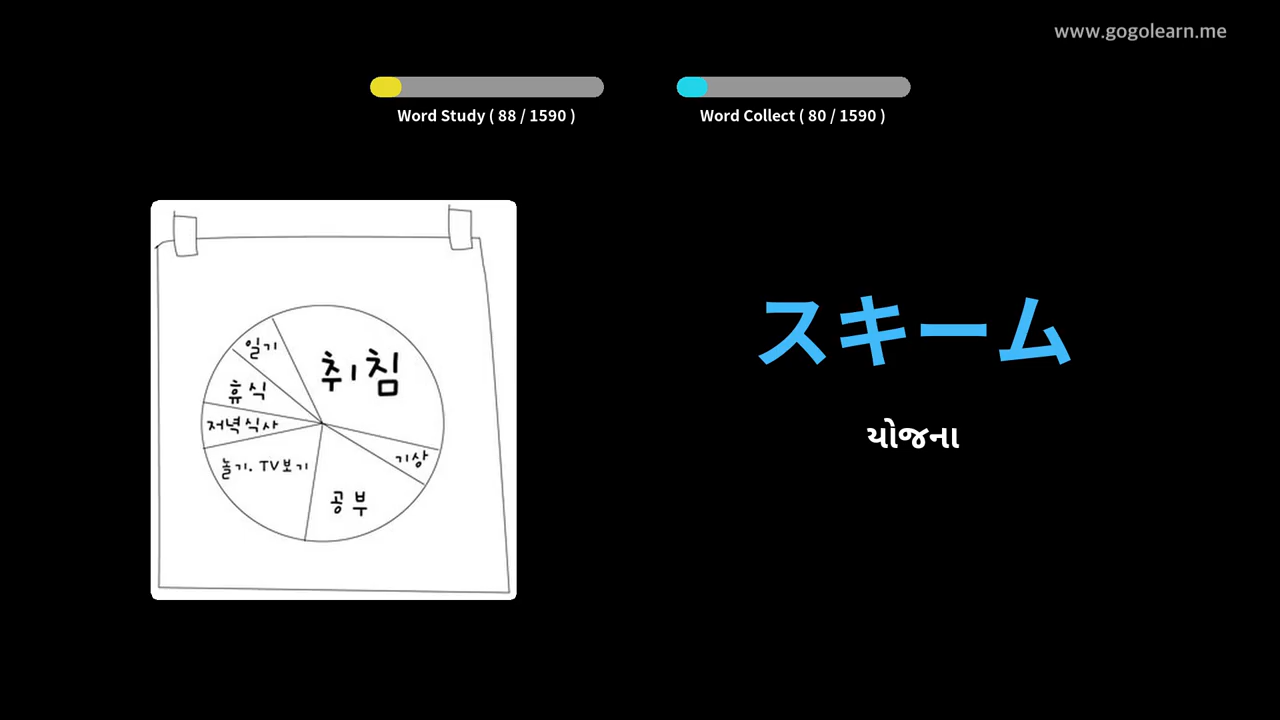 www.gogolearn.me
Word Study ( 88 / 1590 )
Word Collect ( 80 / 1590 )
일기
취침
휴식
저녁식사
놀기. TV보기
기상
공부
スキーム
યોજના